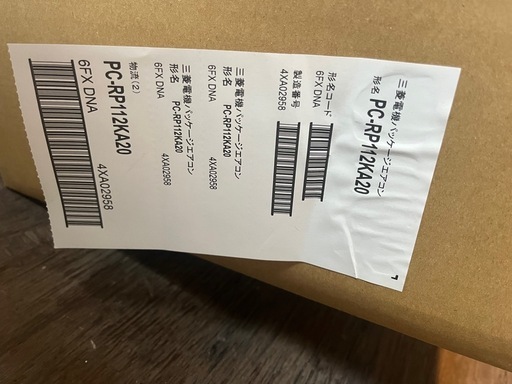 三菱電機パッケージエアコン
形名 PC-RP112KA20
形名コード
6FX DNA
製造番号
4XA02958
三菱電機パッケージエアコン
形名 PC-RP112KA20
6FX DNA 4XA02958
三菱電機パッケージエアコン
形名 PC-RP112KA20
6FX DNA 4XA02958
物流(2)
PC-RP112KA20
6FX DNA 4XA02958